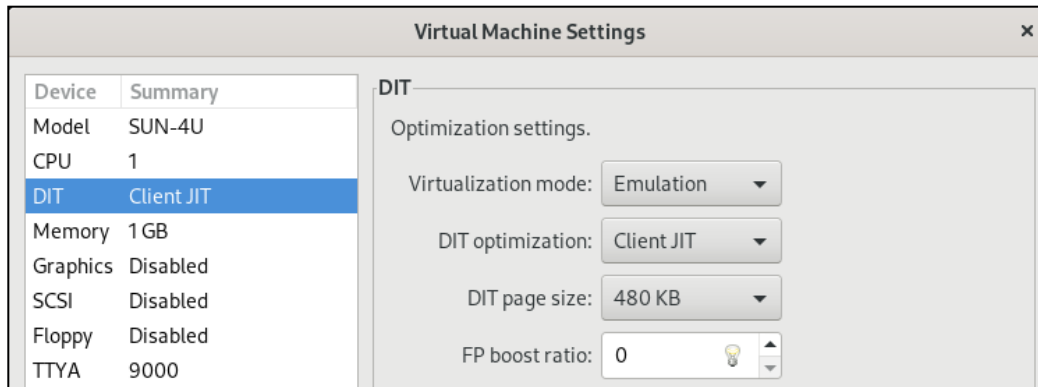 Virtual Machine Settings ×
Device Summary
Model SUN-4U
CPU 1
DIT Client JIT
Memory 1 GB
Graphics Disabled
SCSI Disabled
Floppy Disabled
TTYA 9000
DIT
Optimization settings.
Virtualization mode: Emulation
DIT optimization: Client JIT
DIT page size: 480 KB
FP boost ratio: 0